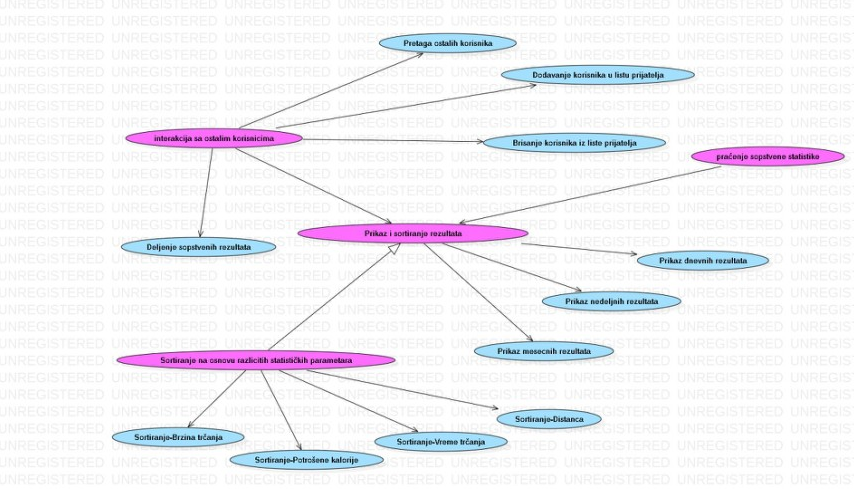 Pretaga ostalih korisnika
Dodavanje korisnika u listu prijatelja
interakcija sa ostalim korisnicima
Brisanje korisnika iz liste prijatelja
praćenje sopstvene statistike
Prikaz i sortiranje rezultata
Deljenje sopstvenih rezultata
Prikaz dnevnih rezultata
Prikaz nedeljnih rezultata
Prikaz mesecnih rezultata
Sortiranje na osnovu razlicitih statističkih parametara
Sortiranje-Distanca
Sortiranje-Brzina trčanja
Sortiranje-Vreme trčanja
Sortiranje-Potrošene kalorije
UNREGISTERED